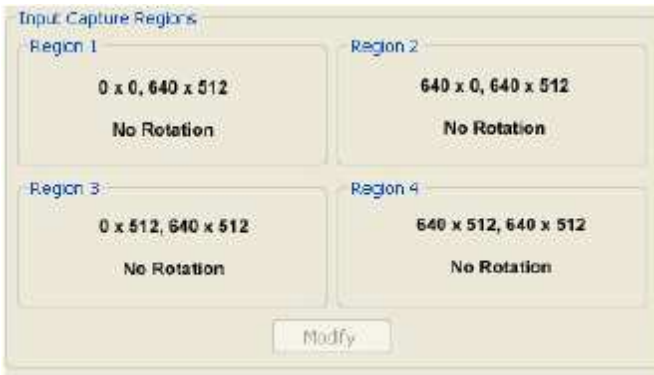 Input Capture Regions
Region 1
0 x 0, 640 x 512
No Rotation
Region 2
640 x 0, 640 x 512
No Rotation
Region 3
0 x 512, 640 x 512
No Rotation
Region 4
640 x 512, 640 x 512
No Rotation
Modify